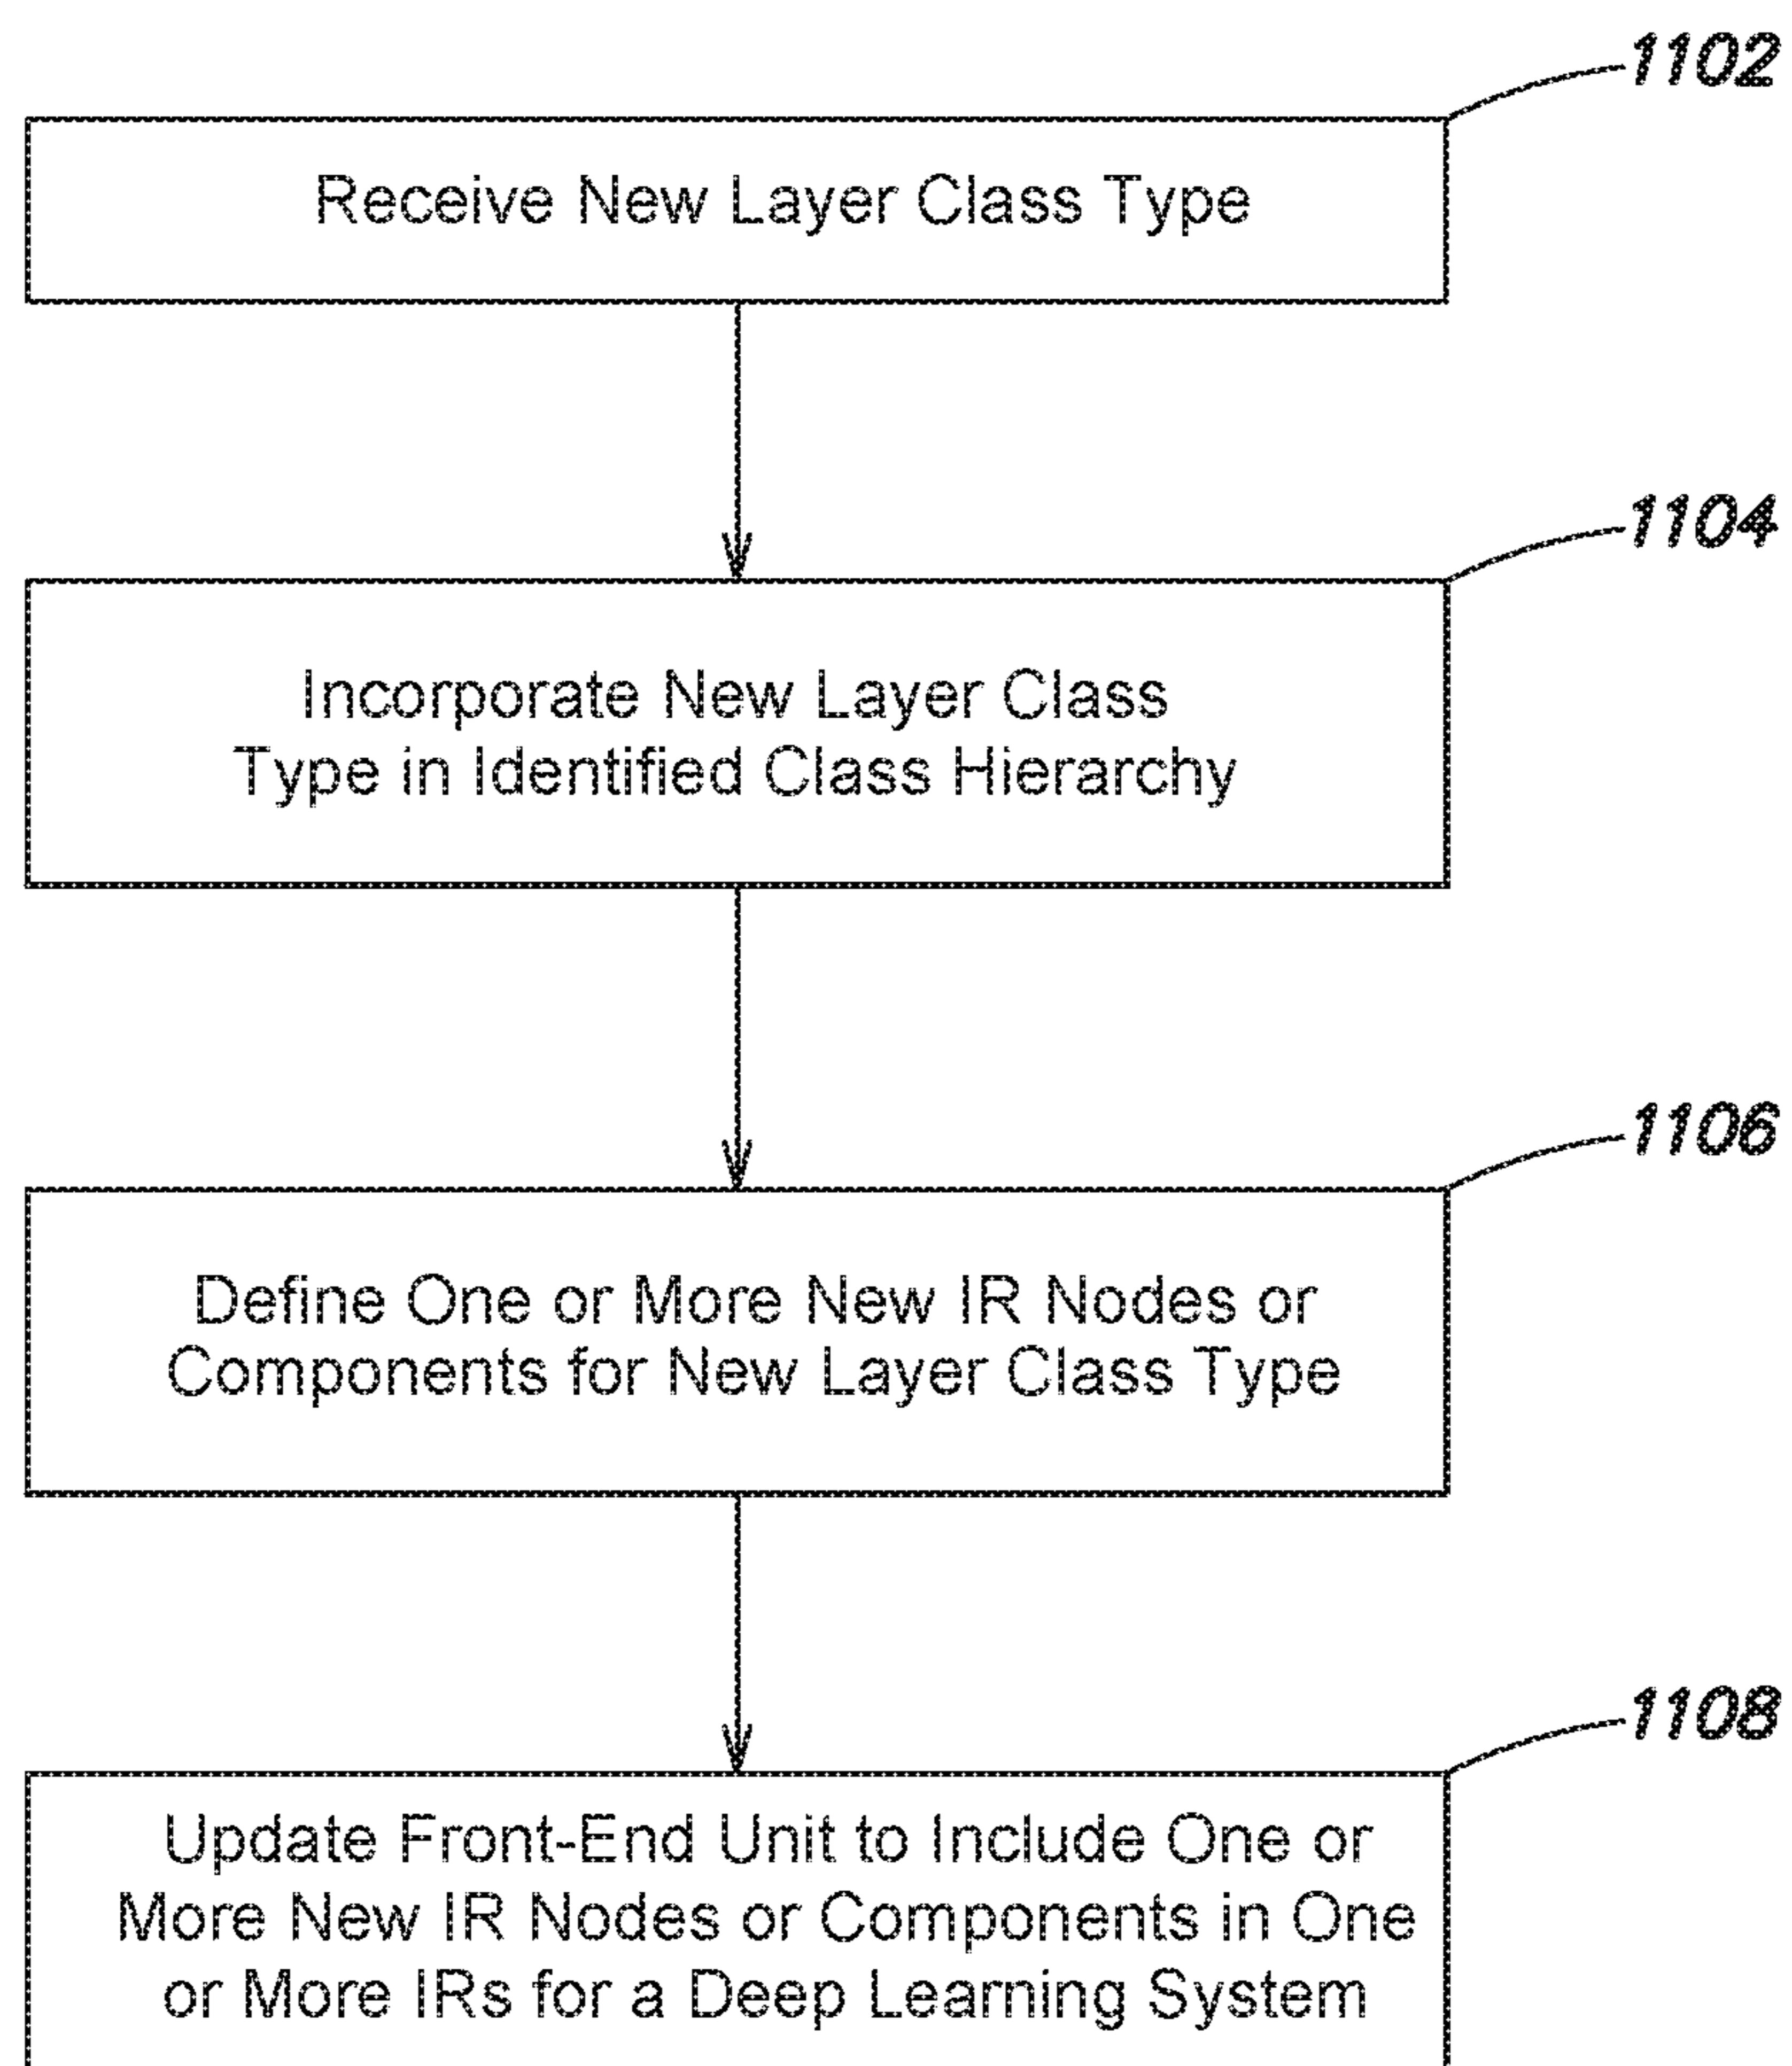 1102
Receive New Layer Class Type
1104
Incorporate New Layer Class
Type in Identified Class Hierarchy
1106
Define One or More New IR Nodes or
Components for New Layer Class Type
1108
Update Front-End Unit to Include One or
More New IR Nodes or Components in One
or More IRs for a Deep Learning System